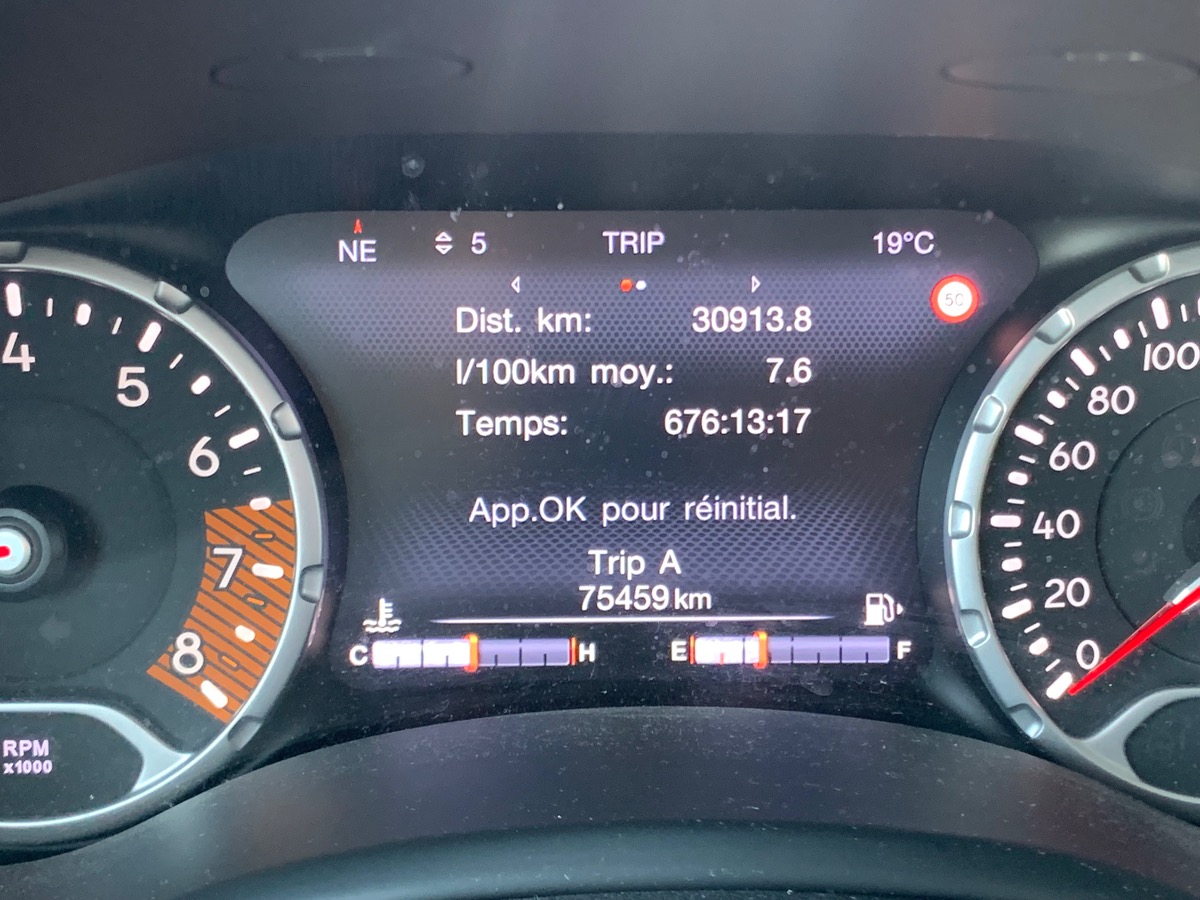 NE 5 TRIP 19°C
50
Dist. km: 30913.8
l/100km moy.: 7.6
Temps: 676:13:17
App.OK pour réinitial.
Trip A
75459 km
C H E F
4
5
6
7
8
RPM
x1000
100
80
60
40
20
0